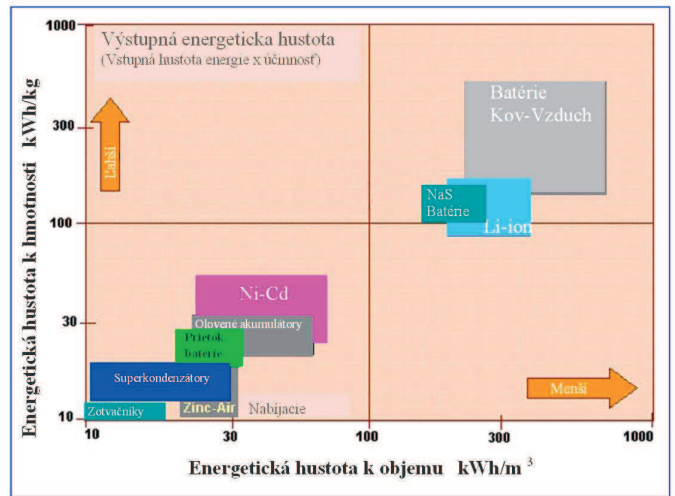 Výstupná energeticka hustota
(Vstupná hustota energie x účinnosť)
Energetická hustota k hmotnosti kWh/kg
1000
300
100
30
10
Ľahší
Batérie
Kov-Vzduch
NaS
Batérie
Li-ion
Ni-Cd
Olovené akumulátory
Prietok.
baterie
Superkondenzátory
Zotvačníky
Zinc-Air
Nabíjacie
Menší
10
30
100
300
1000
Energetická hustota k objemu kWh/m 3